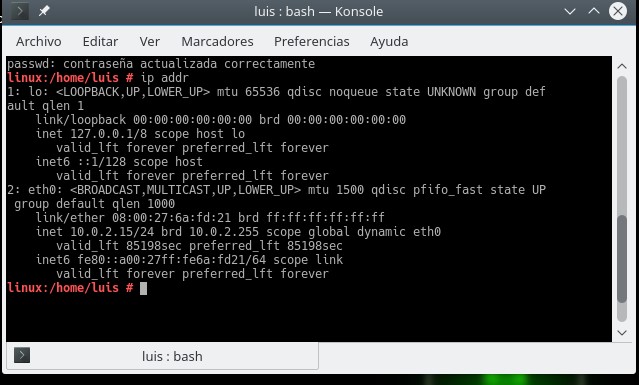 luis : bash — Konsole
Archivo Editar Ver Marcadores Preferencias Ayuda
passwd: contraseña actualizada correctamente
linux:/home/luis # ip addr
1: lo: <LOOPBACK,UP,LOWER_UP> mtu 65536 qdisc noqueue state UNKNOWN group def
ault qlen 1
    link/loopback 00:00:00:00:00:00 brd 00:00:00:00:00:00
    inet 127.0.0.1/8 scope host lo
       valid_lft forever preferred_lft forever
    inet6 ::1/128 scope host
       valid_lft forever preferred_lft forever
2: eth0: <BROADCAST,MULTICAST,UP,LOWER_UP> mtu 1500 qdisc pfifo_fast state UP
 group default qlen 1000
    link/ether 08:00:27:6a:fd:21 brd ff:ff:ff:ff:ff:ff
    inet 10.0.2.15/24 brd 10.0.2.255 scope global dynamic eth0
       valid_lft 85198sec preferred_lft 85198sec
    inet6 fe80::a00:27ff:fe6a:fd21/64 scope link
       valid_lft forever preferred_lft forever
linux:/home/luis #
luis : bash